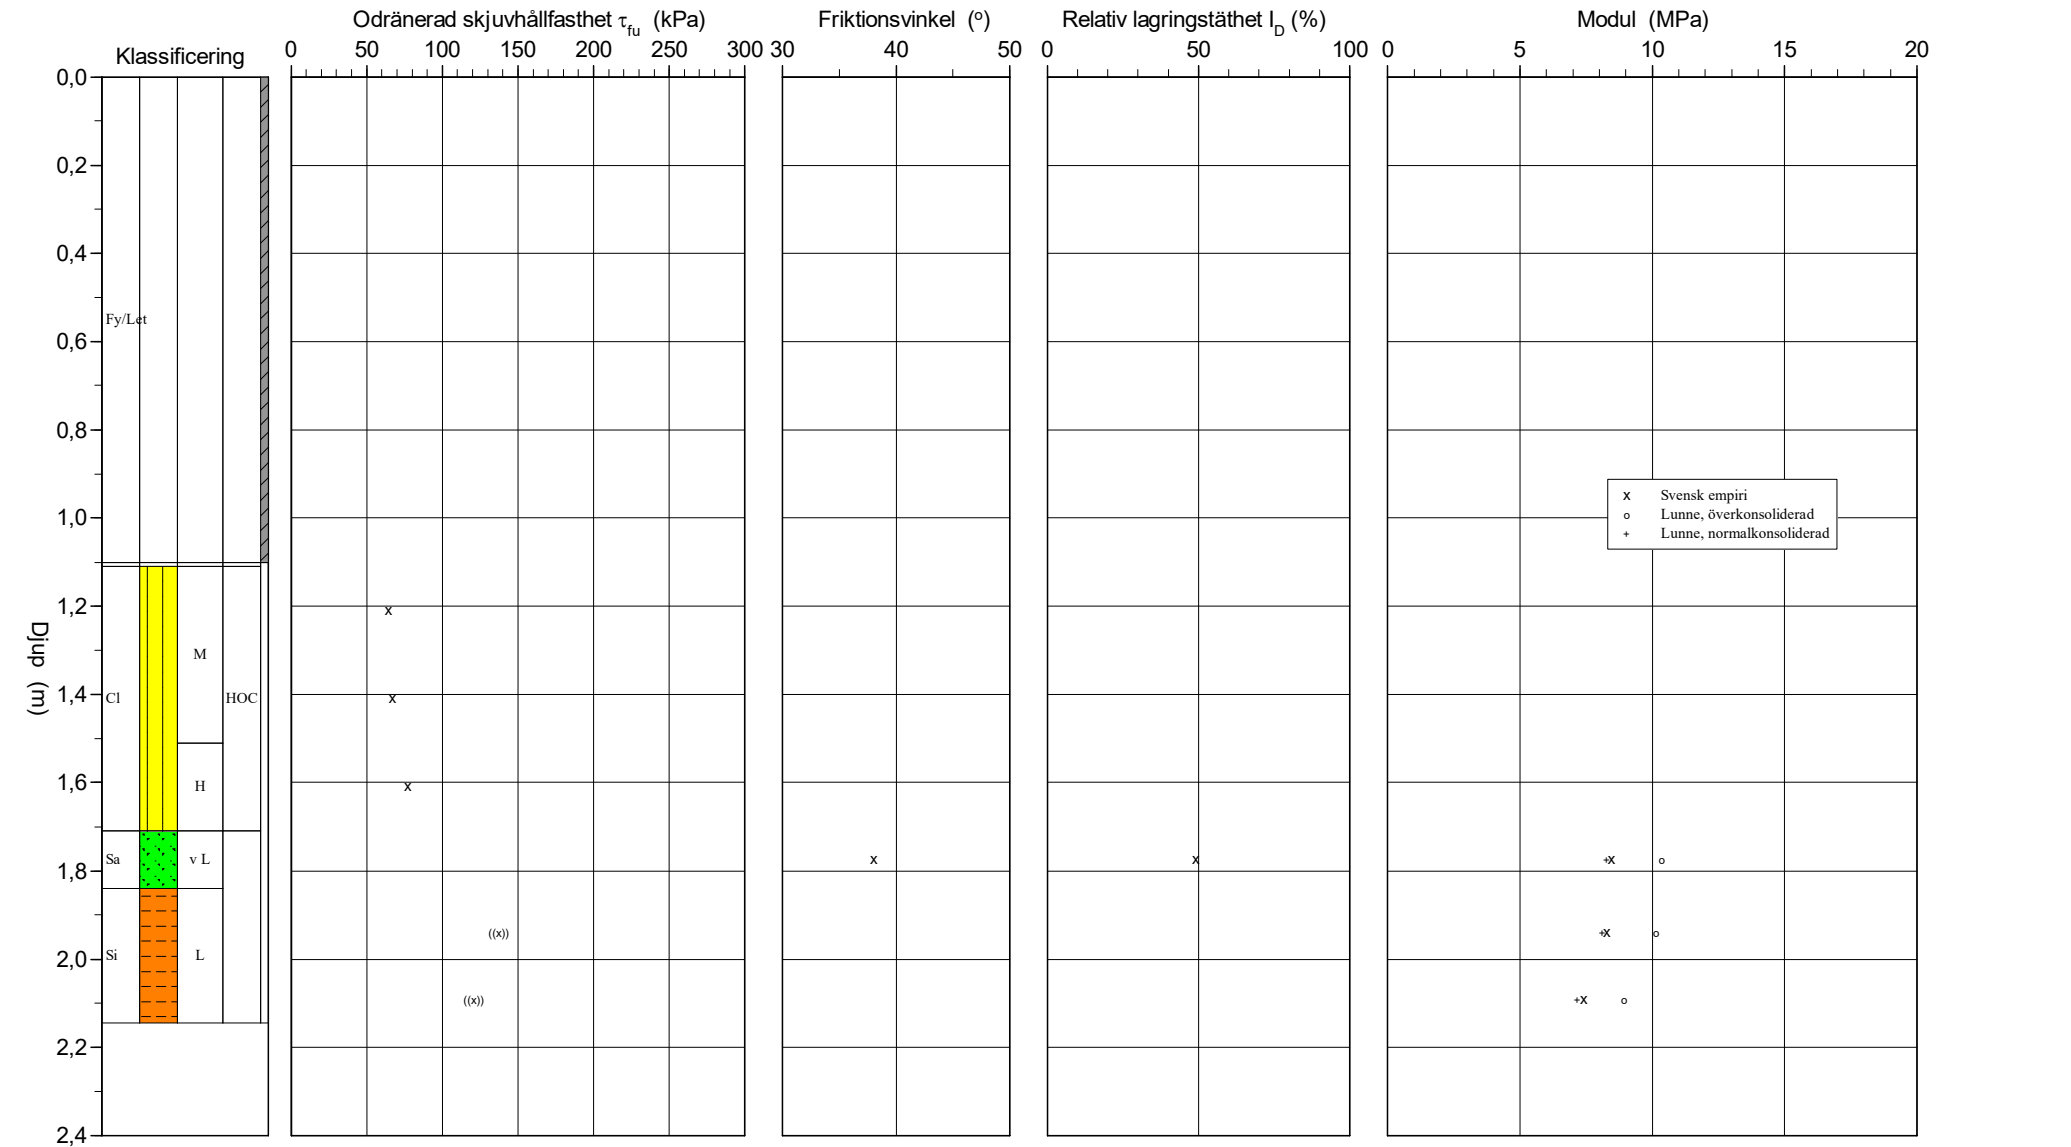 Klassificering
Odränerad skjuvhållfasthet τfu (kPa)
0 50 100 150 200 250 300
Friktionsvinkel (o)
30 40 50
Relativ lagringstäthet ID (%)
0 50 100
Modul (MPa)
0 5 10 15 20
Djup (m)
0,0
0,2
0,4
0,6
0,8
1,0
1,2
1,4
1,6
1,8
2,0
2,2
2,4
Fy/Let
M
Cl
HOC
H
Sa
v L
Si
L
x
x
x
((x))
((x))
x
x
+x o
+x o
+x o
x Svensk empiri
o Lunne, överkonsoliderad
+ Lunne, normalkonsoliderad